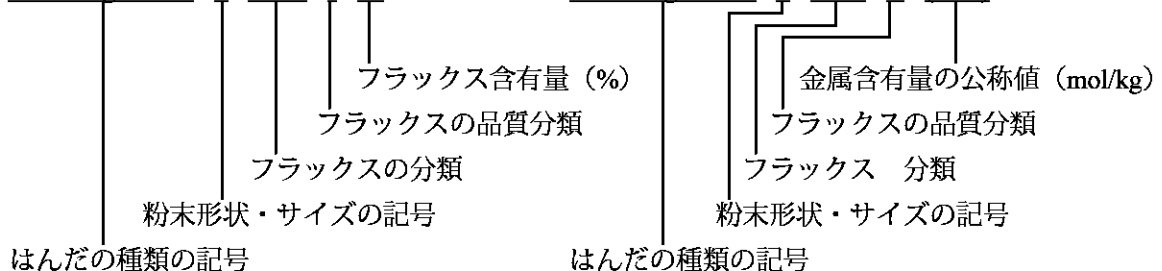 フラックス含有量（%） 金属含有量の公称値（mol/kg）
フラックスの品質分類 フラックスの品質分類
フラックスの分類 フラックス　分類
粉末形状・サイズの記号 粉末形状・サイズの記号
はんだの種類の記号 はんだの種類の記号